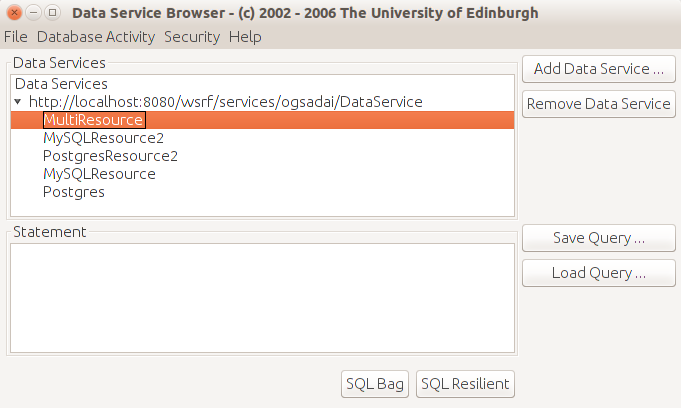 Data Service Browser - (c) 2002 - 2006 The University of Edinburgh
File Database Activity Security Help
Data Services
Add Data Service ...
Data Services
http://localhost:8080/wsrf/services/ogsadai/DataService
Remove Data Service
MultiResource
MySQLResource2
PostgresResource2
MySQLResource
Postgres
Statement
Save Query ...
Load Query ...
SQL Bag
SQL Resilient